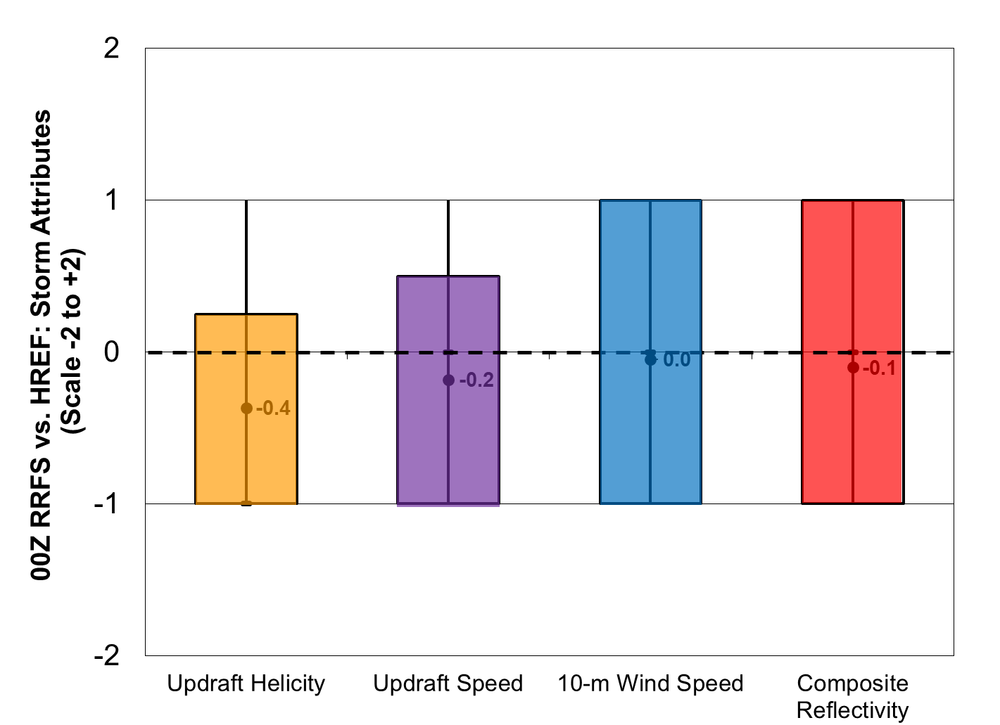 2
1
0
-1
-2
00Z RRFS vs. HREF: Storm Attributes
(Scale -2 to +2)
-0.4
-0.2
0.0
-0.1
Updraft Helicity
Updraft Speed
10-m Wind Speed
Composite
Reflectivity